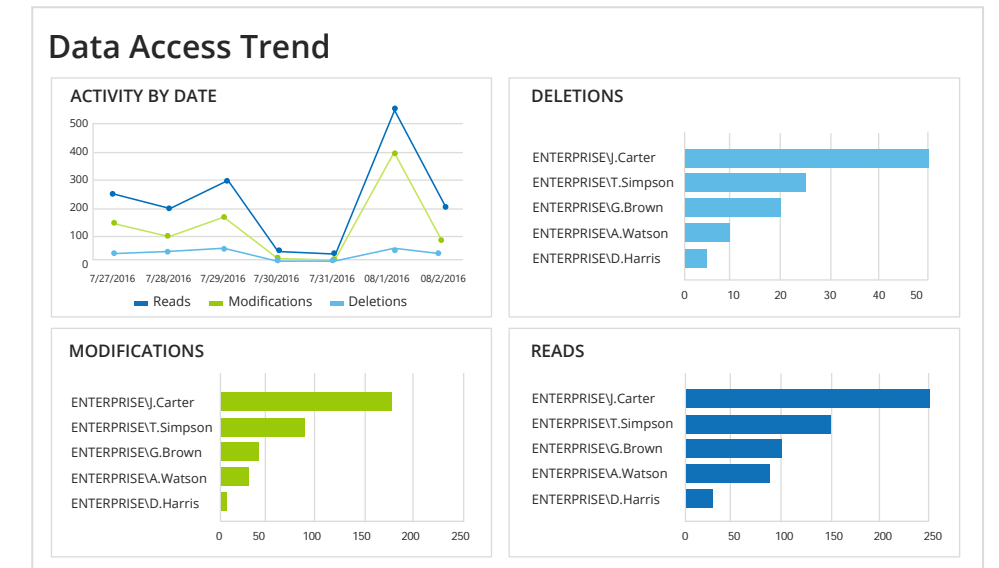 Data Access Trend
ACTIVITY BY DATE
500
400
300
200
100
0
7/27/2016 7/28/2016 7/29/2016 7/30/2016 7/31/2016 08/1/2016 08/2/2016
Reads Modifications Deletions
DELETIONS
ENTERPRISE\J.Carter
ENTERPRISE\T.Simpson
ENTERPRISE\G.Brown
ENTERPRISE\A.Watson
ENTERPRISE\D.Harris
0 10 20 30 40 50
MODIFICATIONS
ENTERPRISE\J.Carter
ENTERPRISE\T.Simpson
ENTERPRISE\G.Brown
ENTERPRISE\A.Watson
ENTERPRISE\D.Harris
0 50 100 150 200 250
READS
ENTERPRISE\J.Carter
ENTERPRISE\T.Simpson
ENTERPRISE\G.Brown
ENTERPRISE\A.Watson
ENTERPRISE\D.Harris
0 50 100 150 200 250